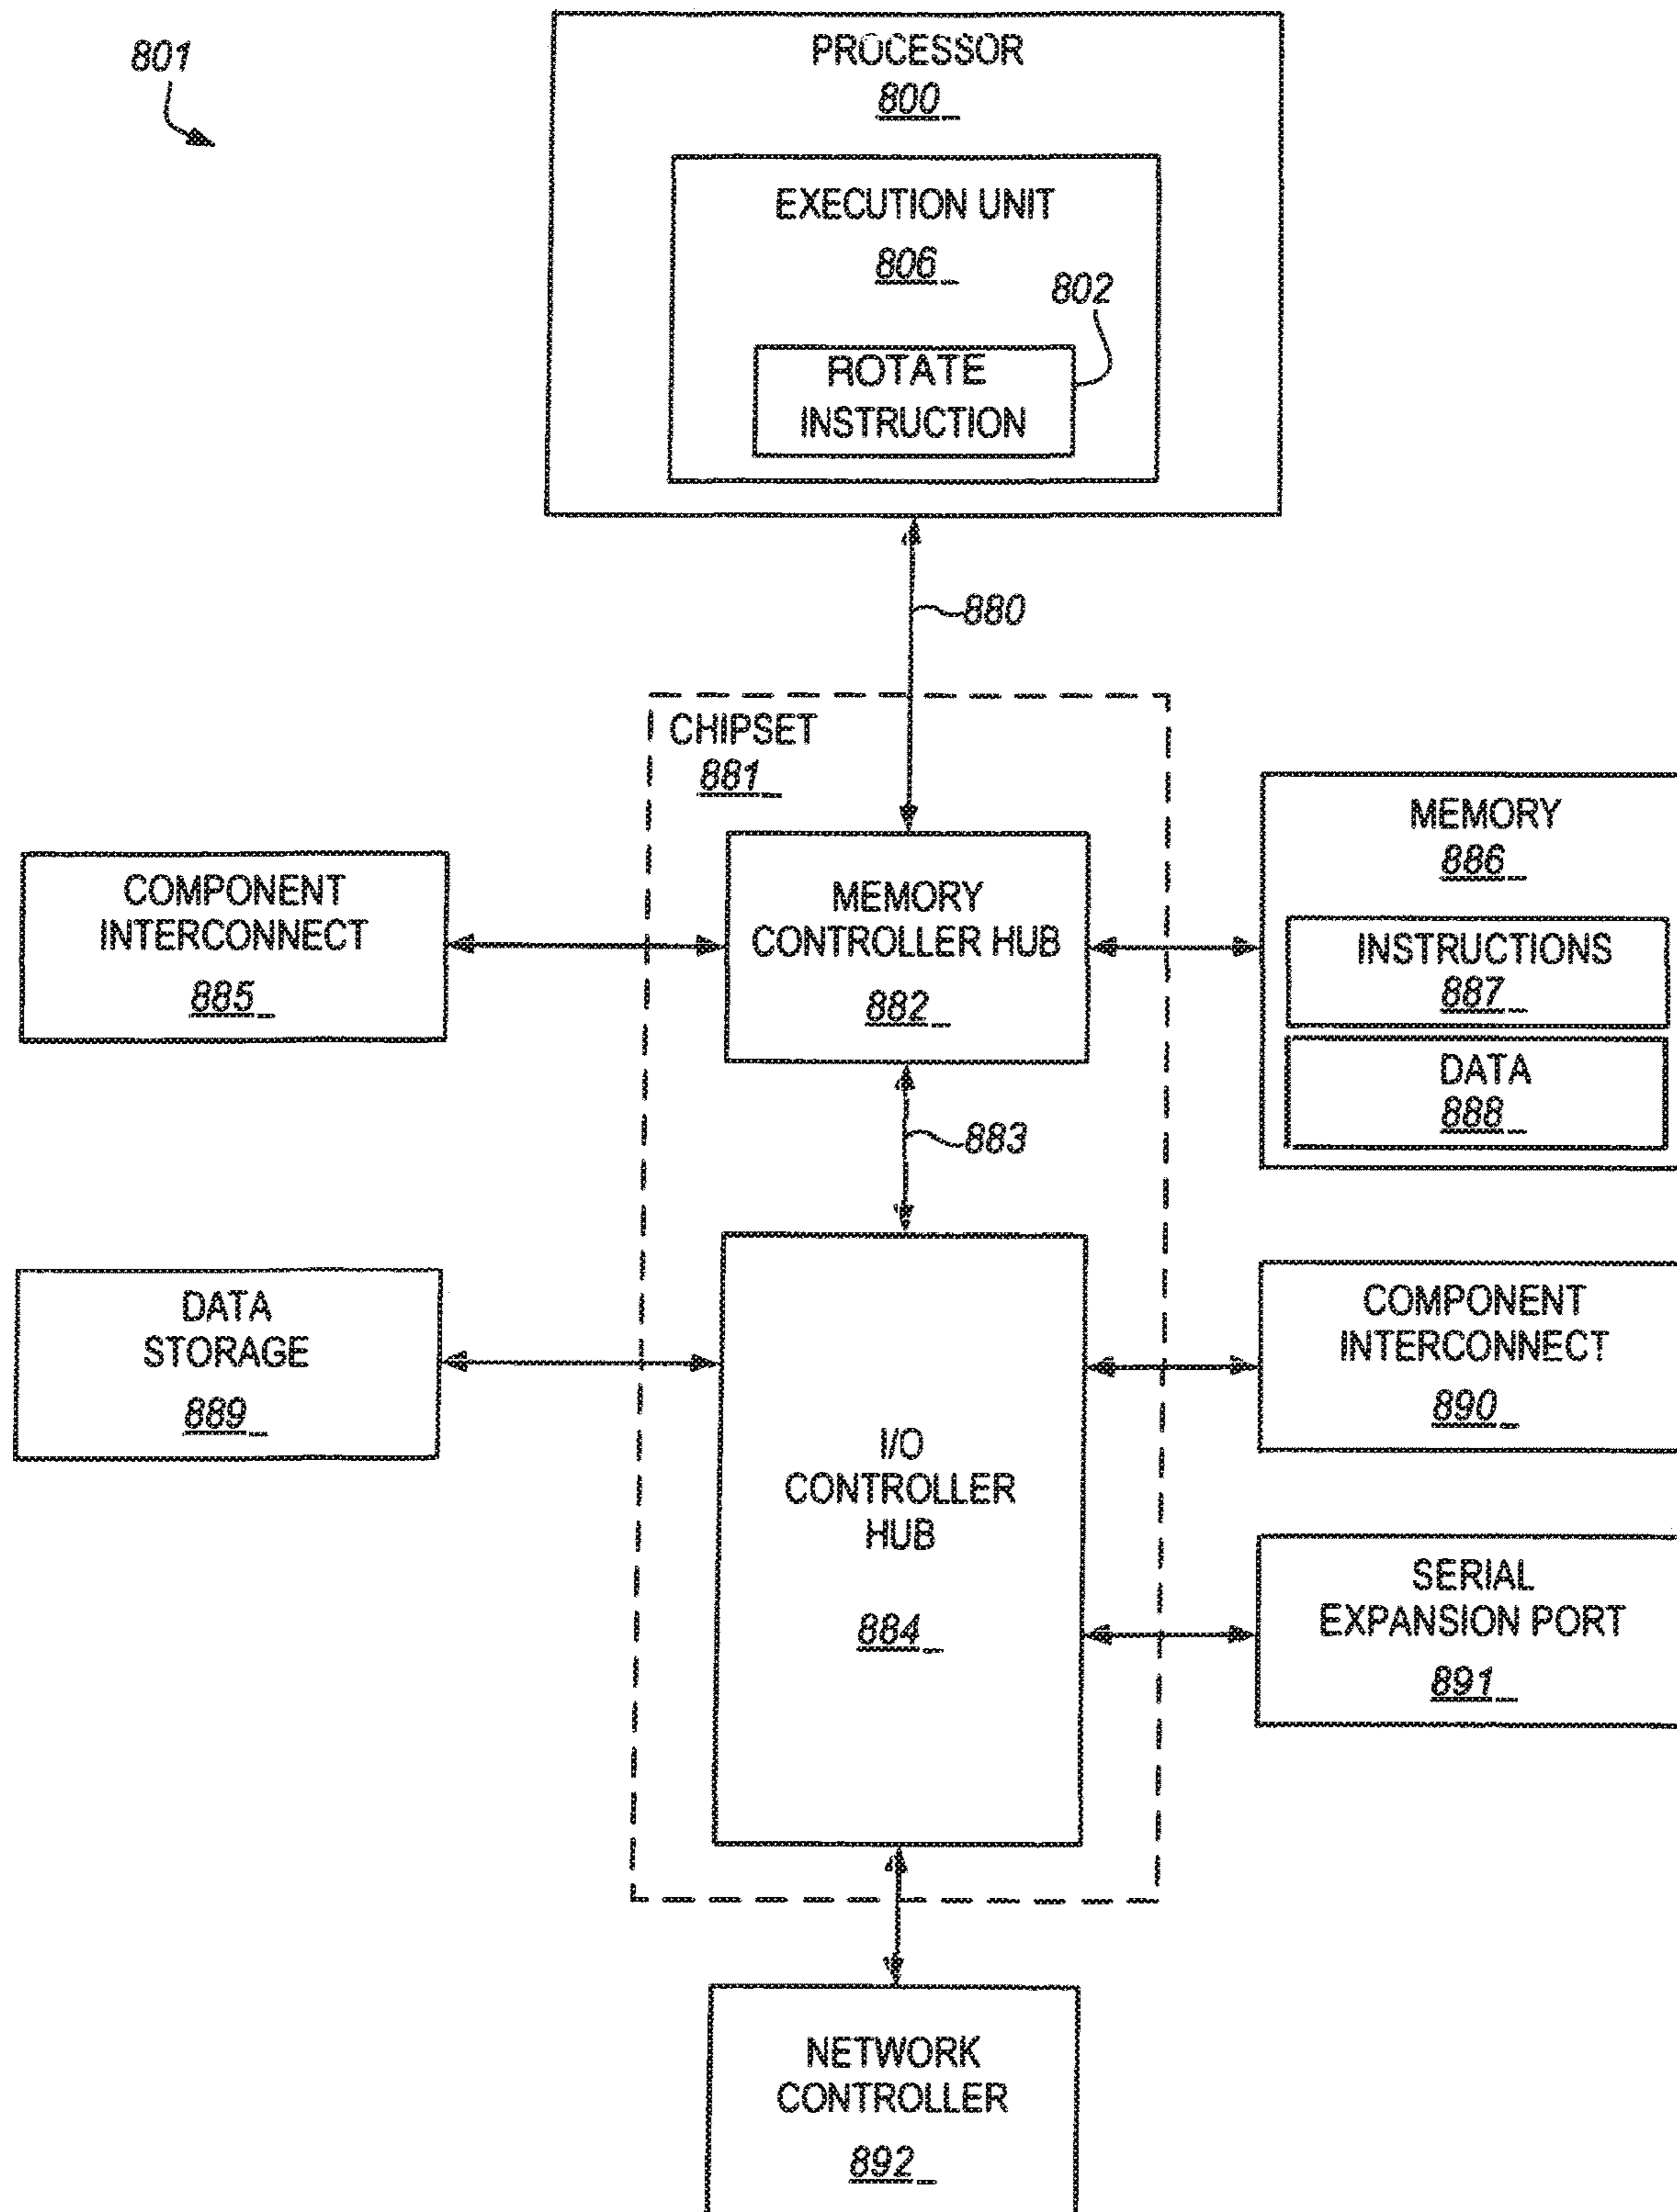 801
PROCESSOR
800
EXECUTION UNIT
806
802
ROTATE
INSTRUCTION
880
CHIPSET
881
MEMORY
886
INSTRUCTIONS
887
DATA
888
COMPONENT
INTERCONNECT
885
MEMORY
CONTROLLER HUB
882
883
DATA
STORAGE
889
I/O
CONTROLLER
HUB
884
COMPONENT
INTERCONNECT
890
SERIAL
EXPANSION PORT
891
NETWORK
CONTROLLER
892